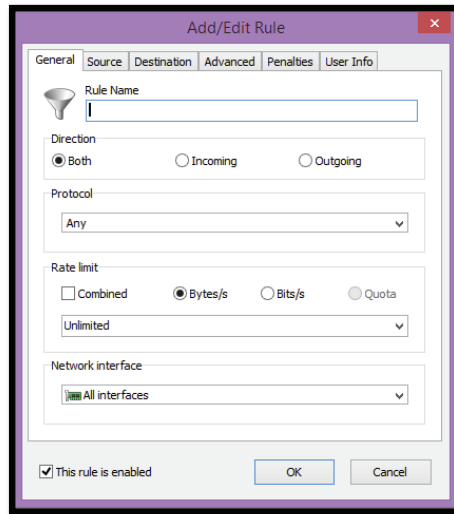 Add/Edit Rule
General Source Destination Advanced Penalties User Info
Rule Name
Direction
Both Incoming Outgoing
Protocol
Any
Rate limit
Combined Bytes/s Bits/s Quota
Unlimited
Network interface
All interfaces
This rule is enabled OK Cancel